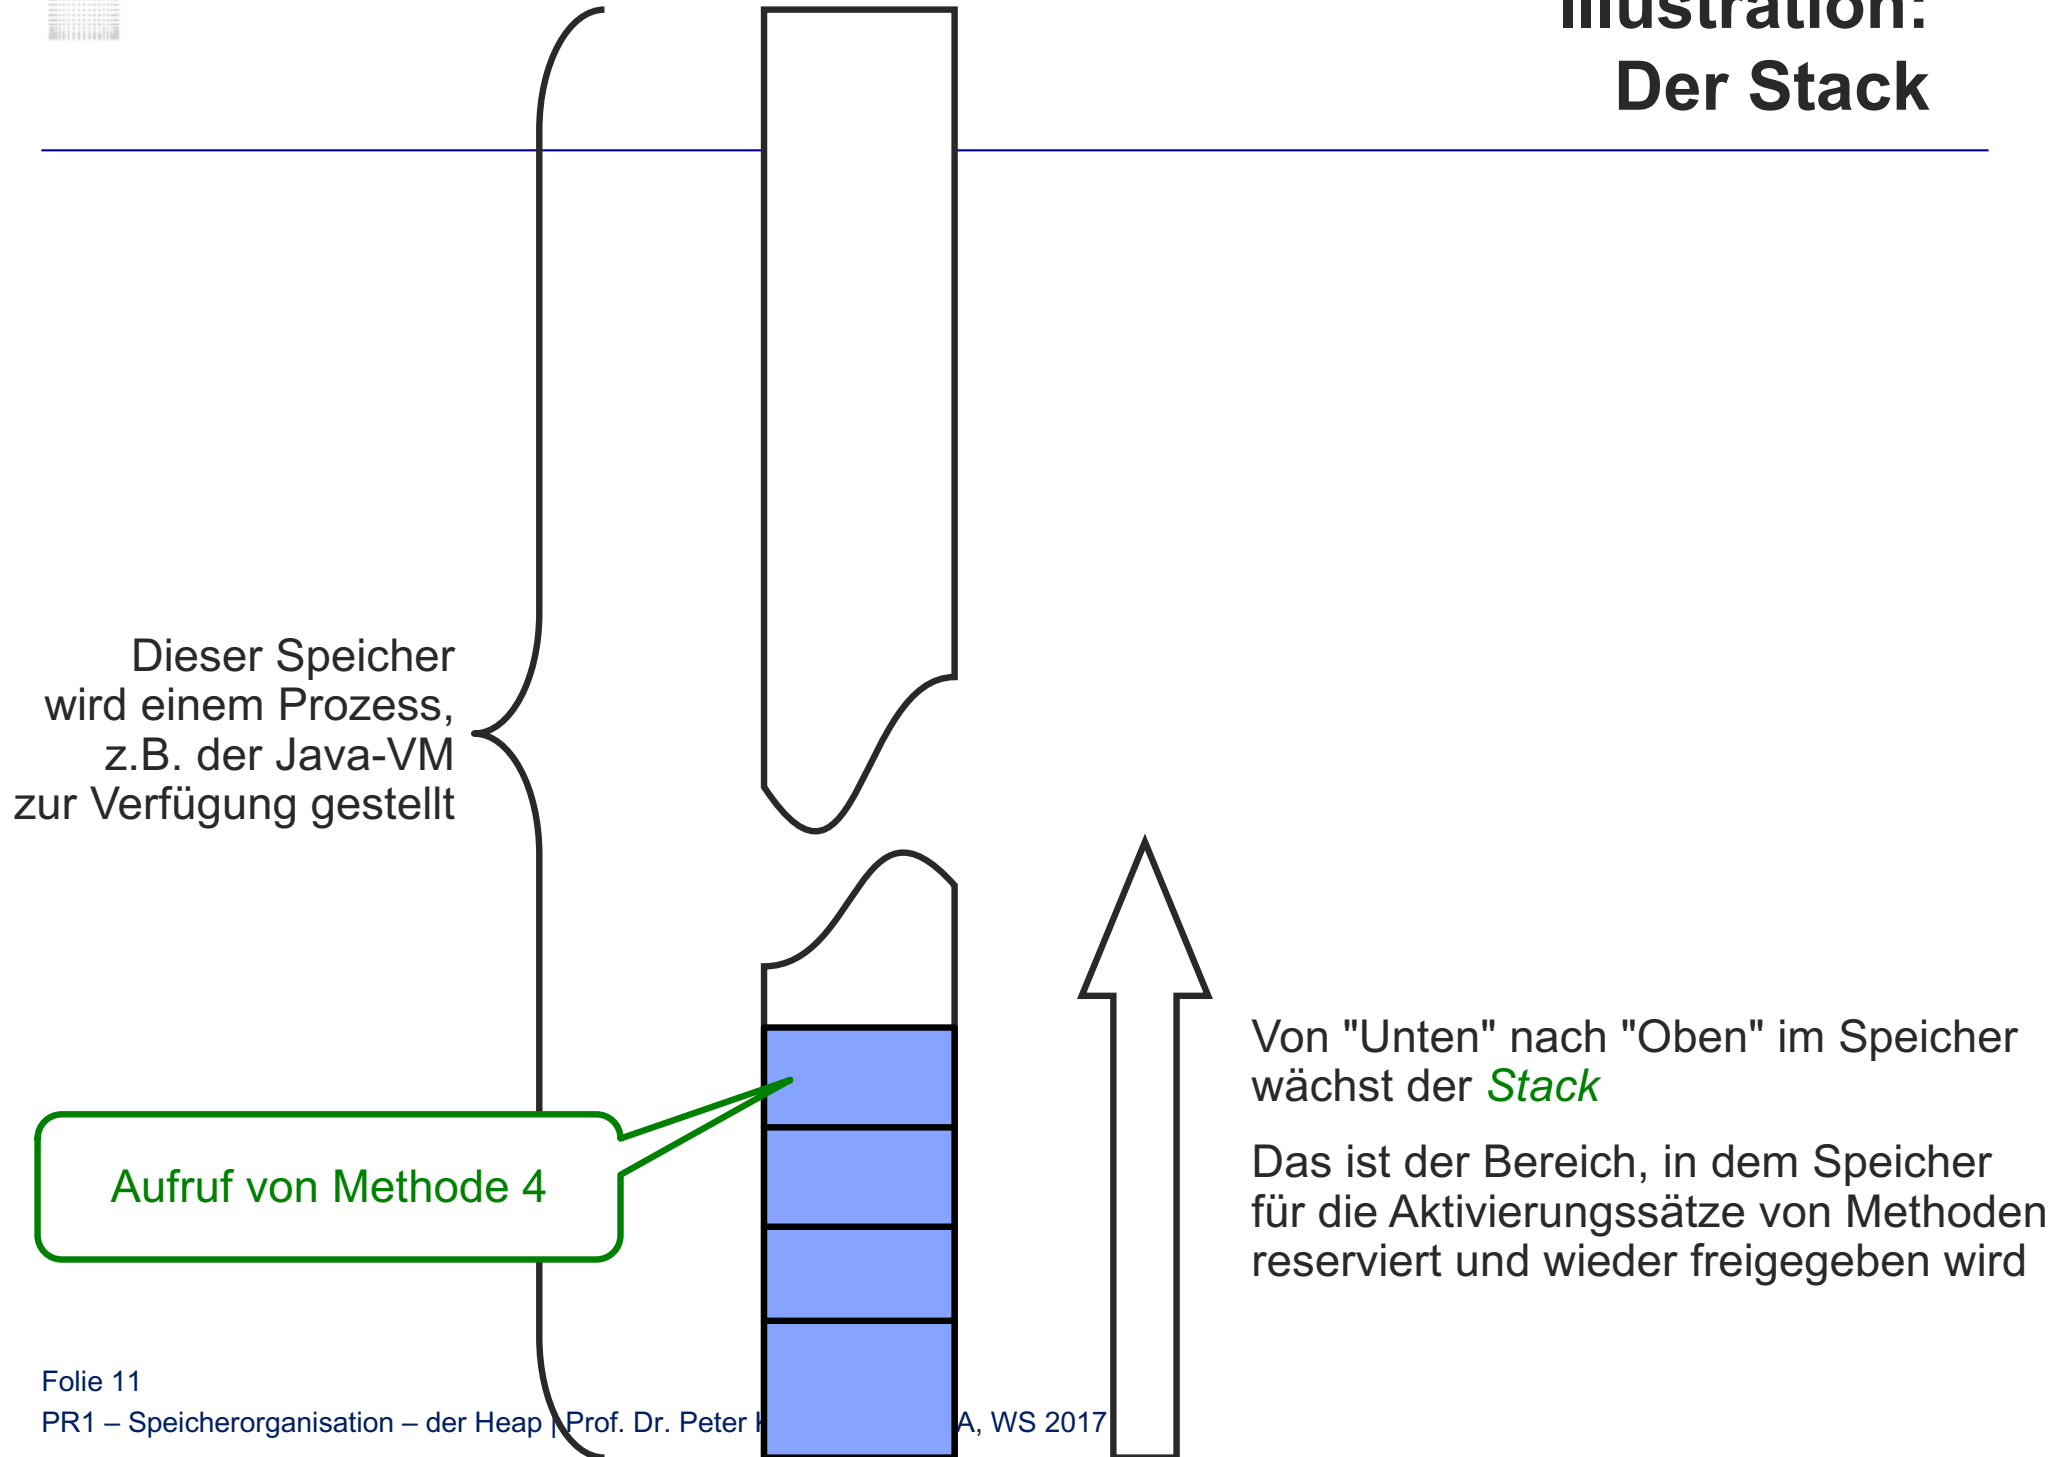 Illustration:
Der Stack
Dieser Speicher
wird einem Prozess,
z.B. der Java-VM
zur Verfügung gestellt
Von "Unten" nach "Oben" im Speicher
wächst der Stack
Das ist der Bereich, in dem Speicher
für die Aktivierungssätze von Methoden
reserviert und wieder freigegeben wird
Aufruf von Methode 4
Folie 11
PR1 – Speicherorganisation – der Heap | Prof. Dr. Peter A, WS 2017